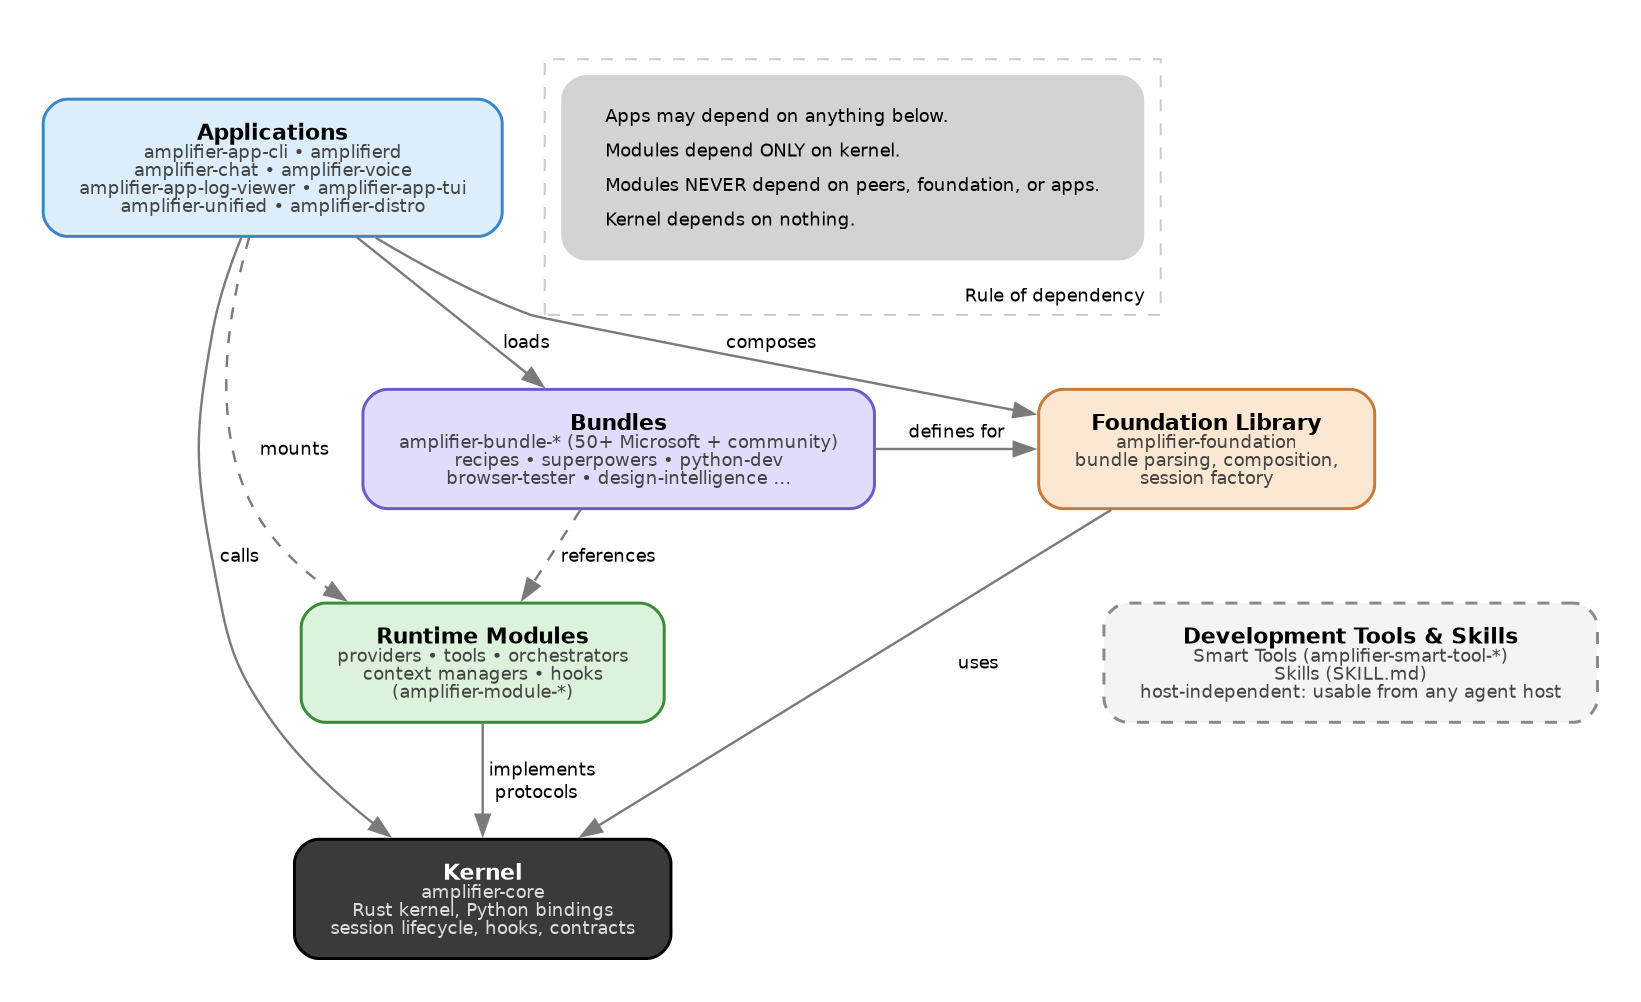 Apps may depend on anything below.
Modules depend ONLY on kernel.
Modules NEVER depend on peers, foundation, or apps.
Kernel depends on nothing.
Rule of dependency
Applications
amplifier-app-cli • amplifierd
amplifier-chat • amplifier-voice
amplifier-app-log-viewer • amplifier-app-tui
amplifier-unified • amplifier-distro
loads
composes
Bundles
amplifier-bundle-* (50+ Microsoft + community)
recipes • superpowers • python-dev
browser-tester • design-intelligence ...
defines for
Foundation Library
amplifier-foundation
bundle parsing, composition,
session factory
mounts
calls
references
Runtime Modules
providers • tools • orchestrators
context managers • hooks
(amplifier-module-*)
uses
Development Tools & Skills
Smart Tools (amplifier-smart-tool-*)
Skills (SKILL.md)
host-independent: usable from any agent host
implements
protocols
Kernel
amplifier-core
Rust kernel, Python bindings
session lifecycle, hooks, contracts